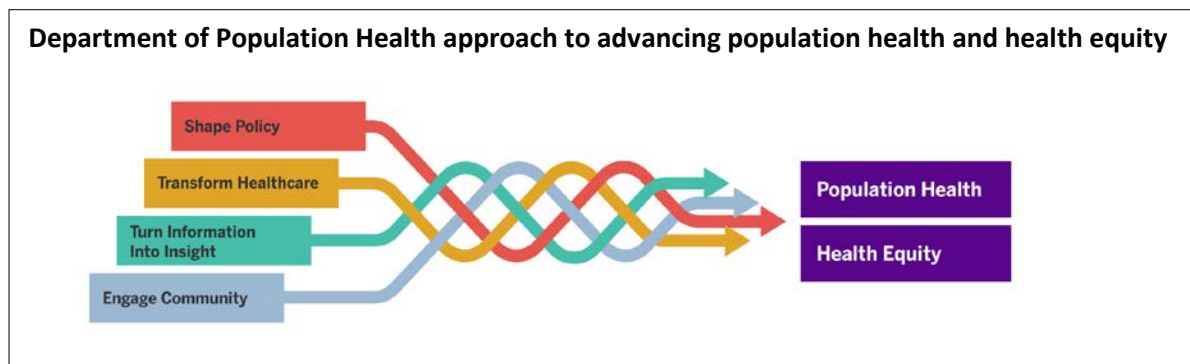 Department of Population Health approach to advancing population health and health equity
Shape Policy
Transform Healthcare
Turn Information
Into Insight
Engage Community
Population Health
Health Equity